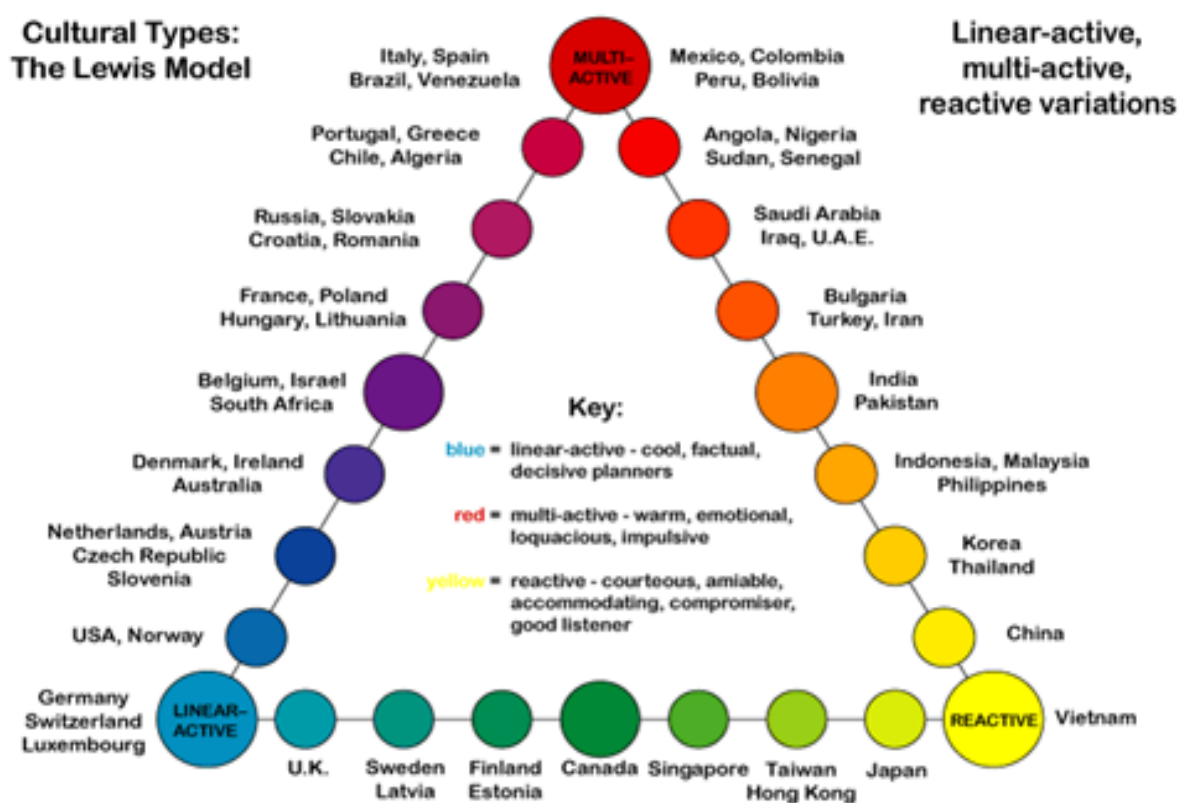 Cultural Types:
The Lewis Model
Linear-active,
multi-active,
reactive variations
Italy, Spain
Brazil, Venezuela
MULTI–
ACTIVE
Mexico, Colombia
Peru, Bolivia
Portugal, Greece
Chile, Algeria
Angola, Nigeria
Sudan, Senegal
Russia, Slovakia
Croatia, Romania
Saudi Arabia
Iraq, U.A.E.
France, Poland
Hungary, Lithuania
Bulgaria
Turkey, Iran
Belgium, Israel
South Africa
India
Pakistan
Key:
blue = linear-active - cool, factual,
decisive planners
red = multi-active - warm, emotional,
loquacious, impulsive
yellow = reactive - courteous, amiable,
accommodating, compromiser,
good listener
Denmark, Ireland
Australia
Indonesia, Malaysia
Philippines
Netherlands, Austria
Czech Republic
Slovenia
Korea
Thailand
USA, Norway
China
Germany
Switzerland
Luxembourg
LINEAR–
ACTIVE
REACTIVE
Vietnam
U.K.
Sweden
Latvia
Finland
Estonia
Canada
Singapore
Taiwan
Hong Kong
Japan